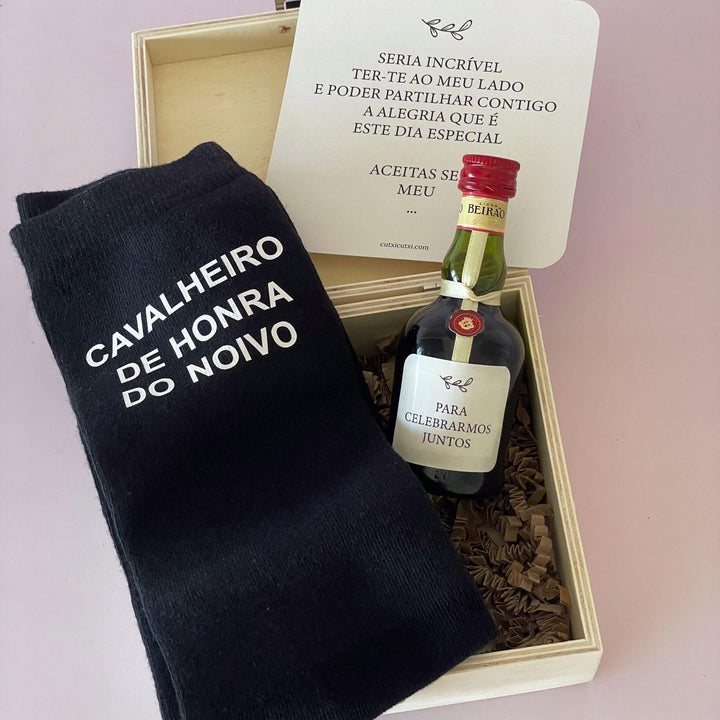 SERIA INCRÍVEL
TER-TE AO MEU LADO
E PODER PARTILHAR CONTIGO
A ALEGRIA QUE É
ESTE DIA ESPECIAL
ACEITAS SE
MEU
...
cutxicutxi.com
CAVALHEIRO
DE HONRA
DO NOIVO
BEIRÃO
PARA
CELEBRARMOS
JUNTOS